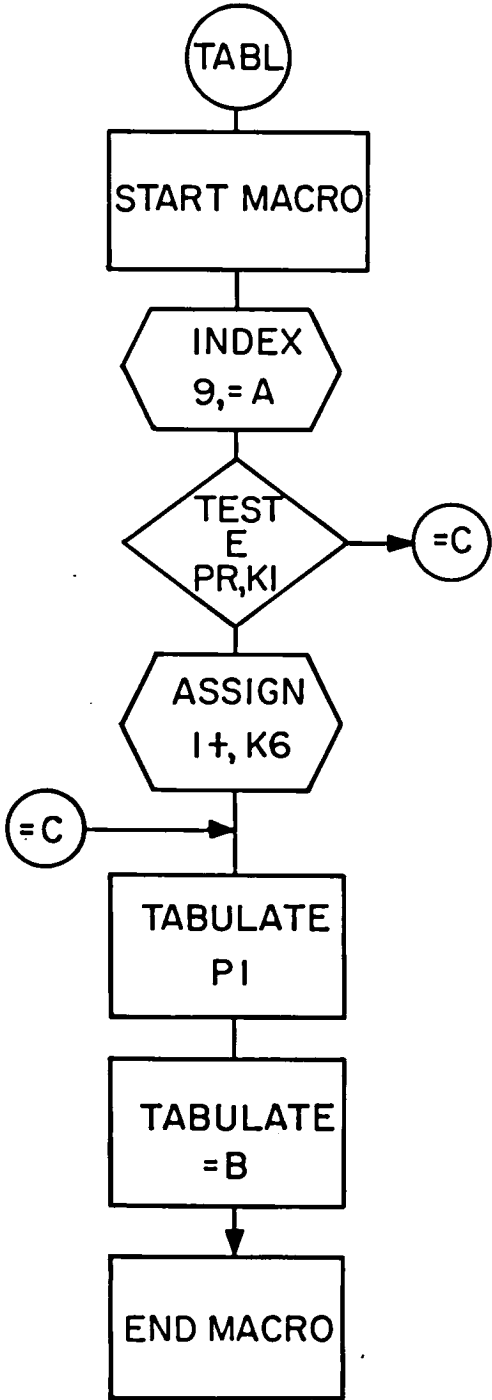 TABL
START MACRO
INDEX
9,= A
TEST
E
PR,K1
=C
ASSIGN
1+, K6
=C
TABULATE
P1
TABULATE
=B
END MACRO